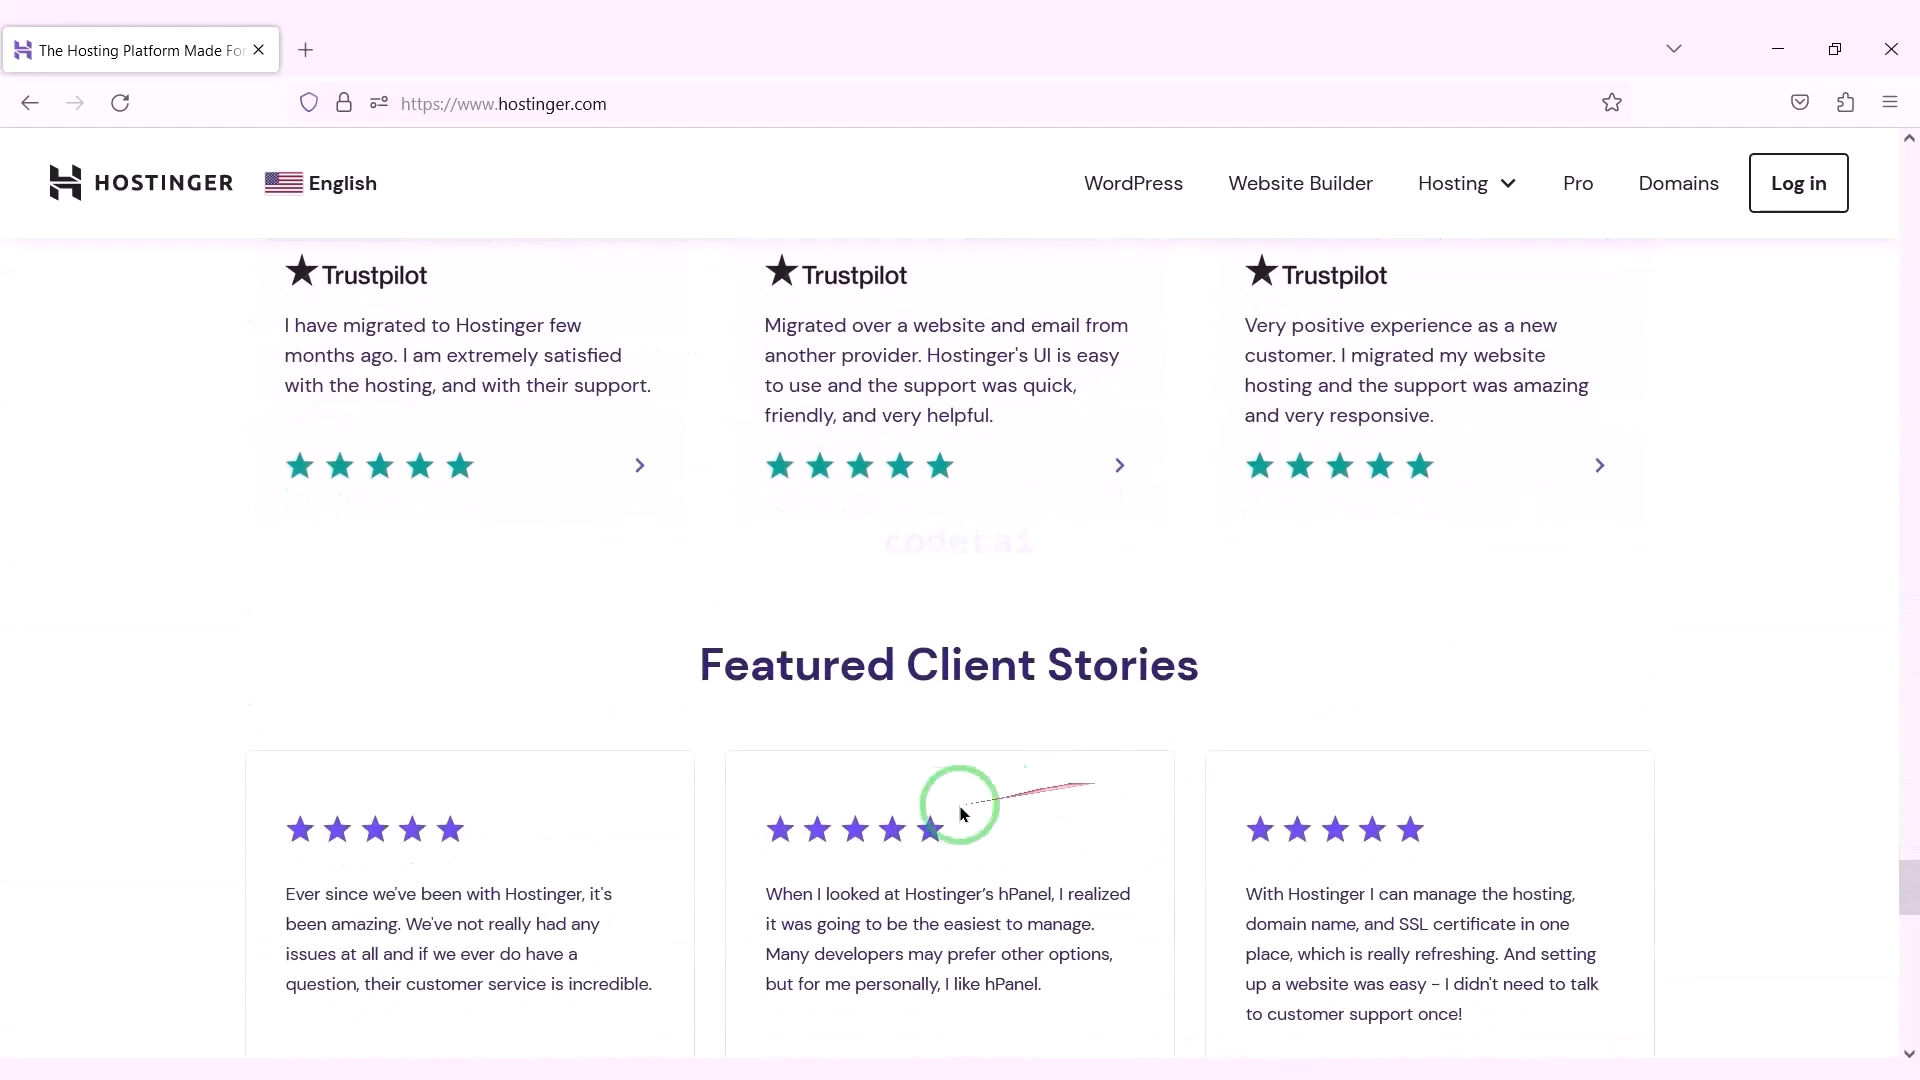 The Hosting Platform Made For
https://www.hostinger.com
HOSTINGER English WordPress Website Builder Hosting Pro Domains Log in
Trustpilot Trustpilot Trustpilot
I have migrated to Hostinger few
months ago. I am extremely satisfied
with the hosting, and with their support.
Migrated over a website and email from
another provider. Hostinger's UI is easy
to use and the support was quick,
friendly, and very helpful.
Very positive experience as a new
customer. I migrated my website
hosting and the support was amazing
and very responsive.
codetai
Featured Client Stories
Ever since we've been with Hostinger, it's
been amazing. We've not really had any
issues at all and if we ever do have a
question, their customer service is incredible.
When I looked at Hostinger’s hPanel, I realized
it was going to be the easiest to manage.
Many developers may prefer other options,
but for me personally, I like hPanel.
With Hostinger I can manage the hosting,
domain name, and SSL certificate in one
place, which is really refreshing. And setting
up a website was easy – I didn't need to talk
to customer support once!